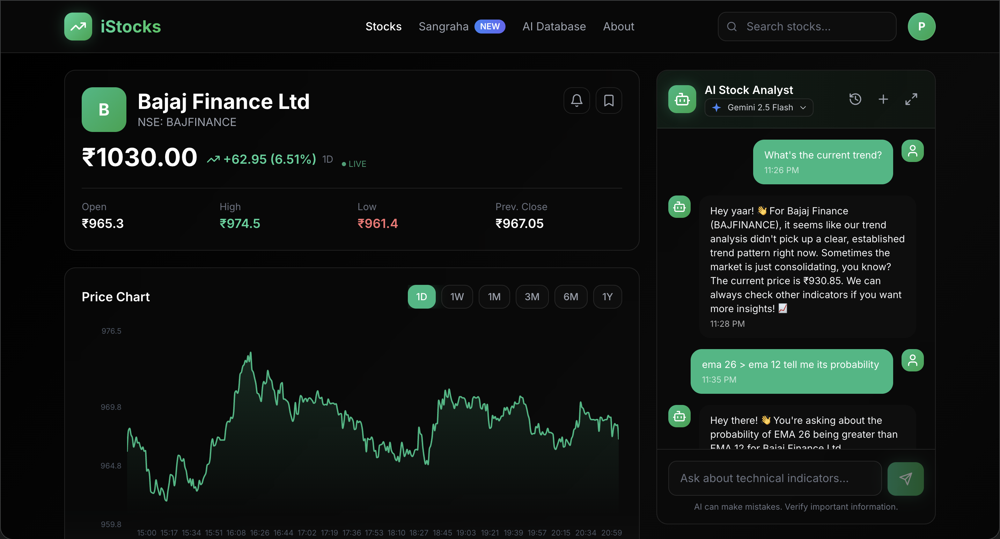 iStocks
Stocks
Sangraha NEW
AI Database
About
Search stocks...
P
B
Bajaj Finance Ltd
NSE: BAJFINANCE
₹1030.00
+62.95 (6.51%) 1D
LIVE
Open
₹965.3
High
₹974.5
Low
₹961.4
Prev. Close
₹967.05
Price Chart
1D 1W 1M 3M 6M 1Y
976.5
969.8
964.8
959.8
15:00 15:17 15:34 15:51 16:08 16:26 16:44 17:02 17:19 17:36 17:53 18:10 18:27 18:45 19:03 19:21 19:39 19:57 20:15 20:34 20:59
AI Stock Analyst
Gemini 2.5 Flash
What's the current trend?
11:26 PM
Hey yaar! 👋 For Bajaj Finance
(BAJFINANCE), it seems like our trend
analysis didn't pick up a clear, established
trend pattern right now. Sometimes the
market is just consolidating, you know?
The current price is ₹930.85. We can
always check other indicators if you want
more insights! 📈
11:28 PM
ema 26 > ema 12 tell me its probability
11:35 PM
Hey there! 👋 You're asking about the
probability of EMA 26 being greater than
EMA 12 for Bajaj Finance Ltd
Ask about technical indicators...
AI can make mistakes. Verify important information.